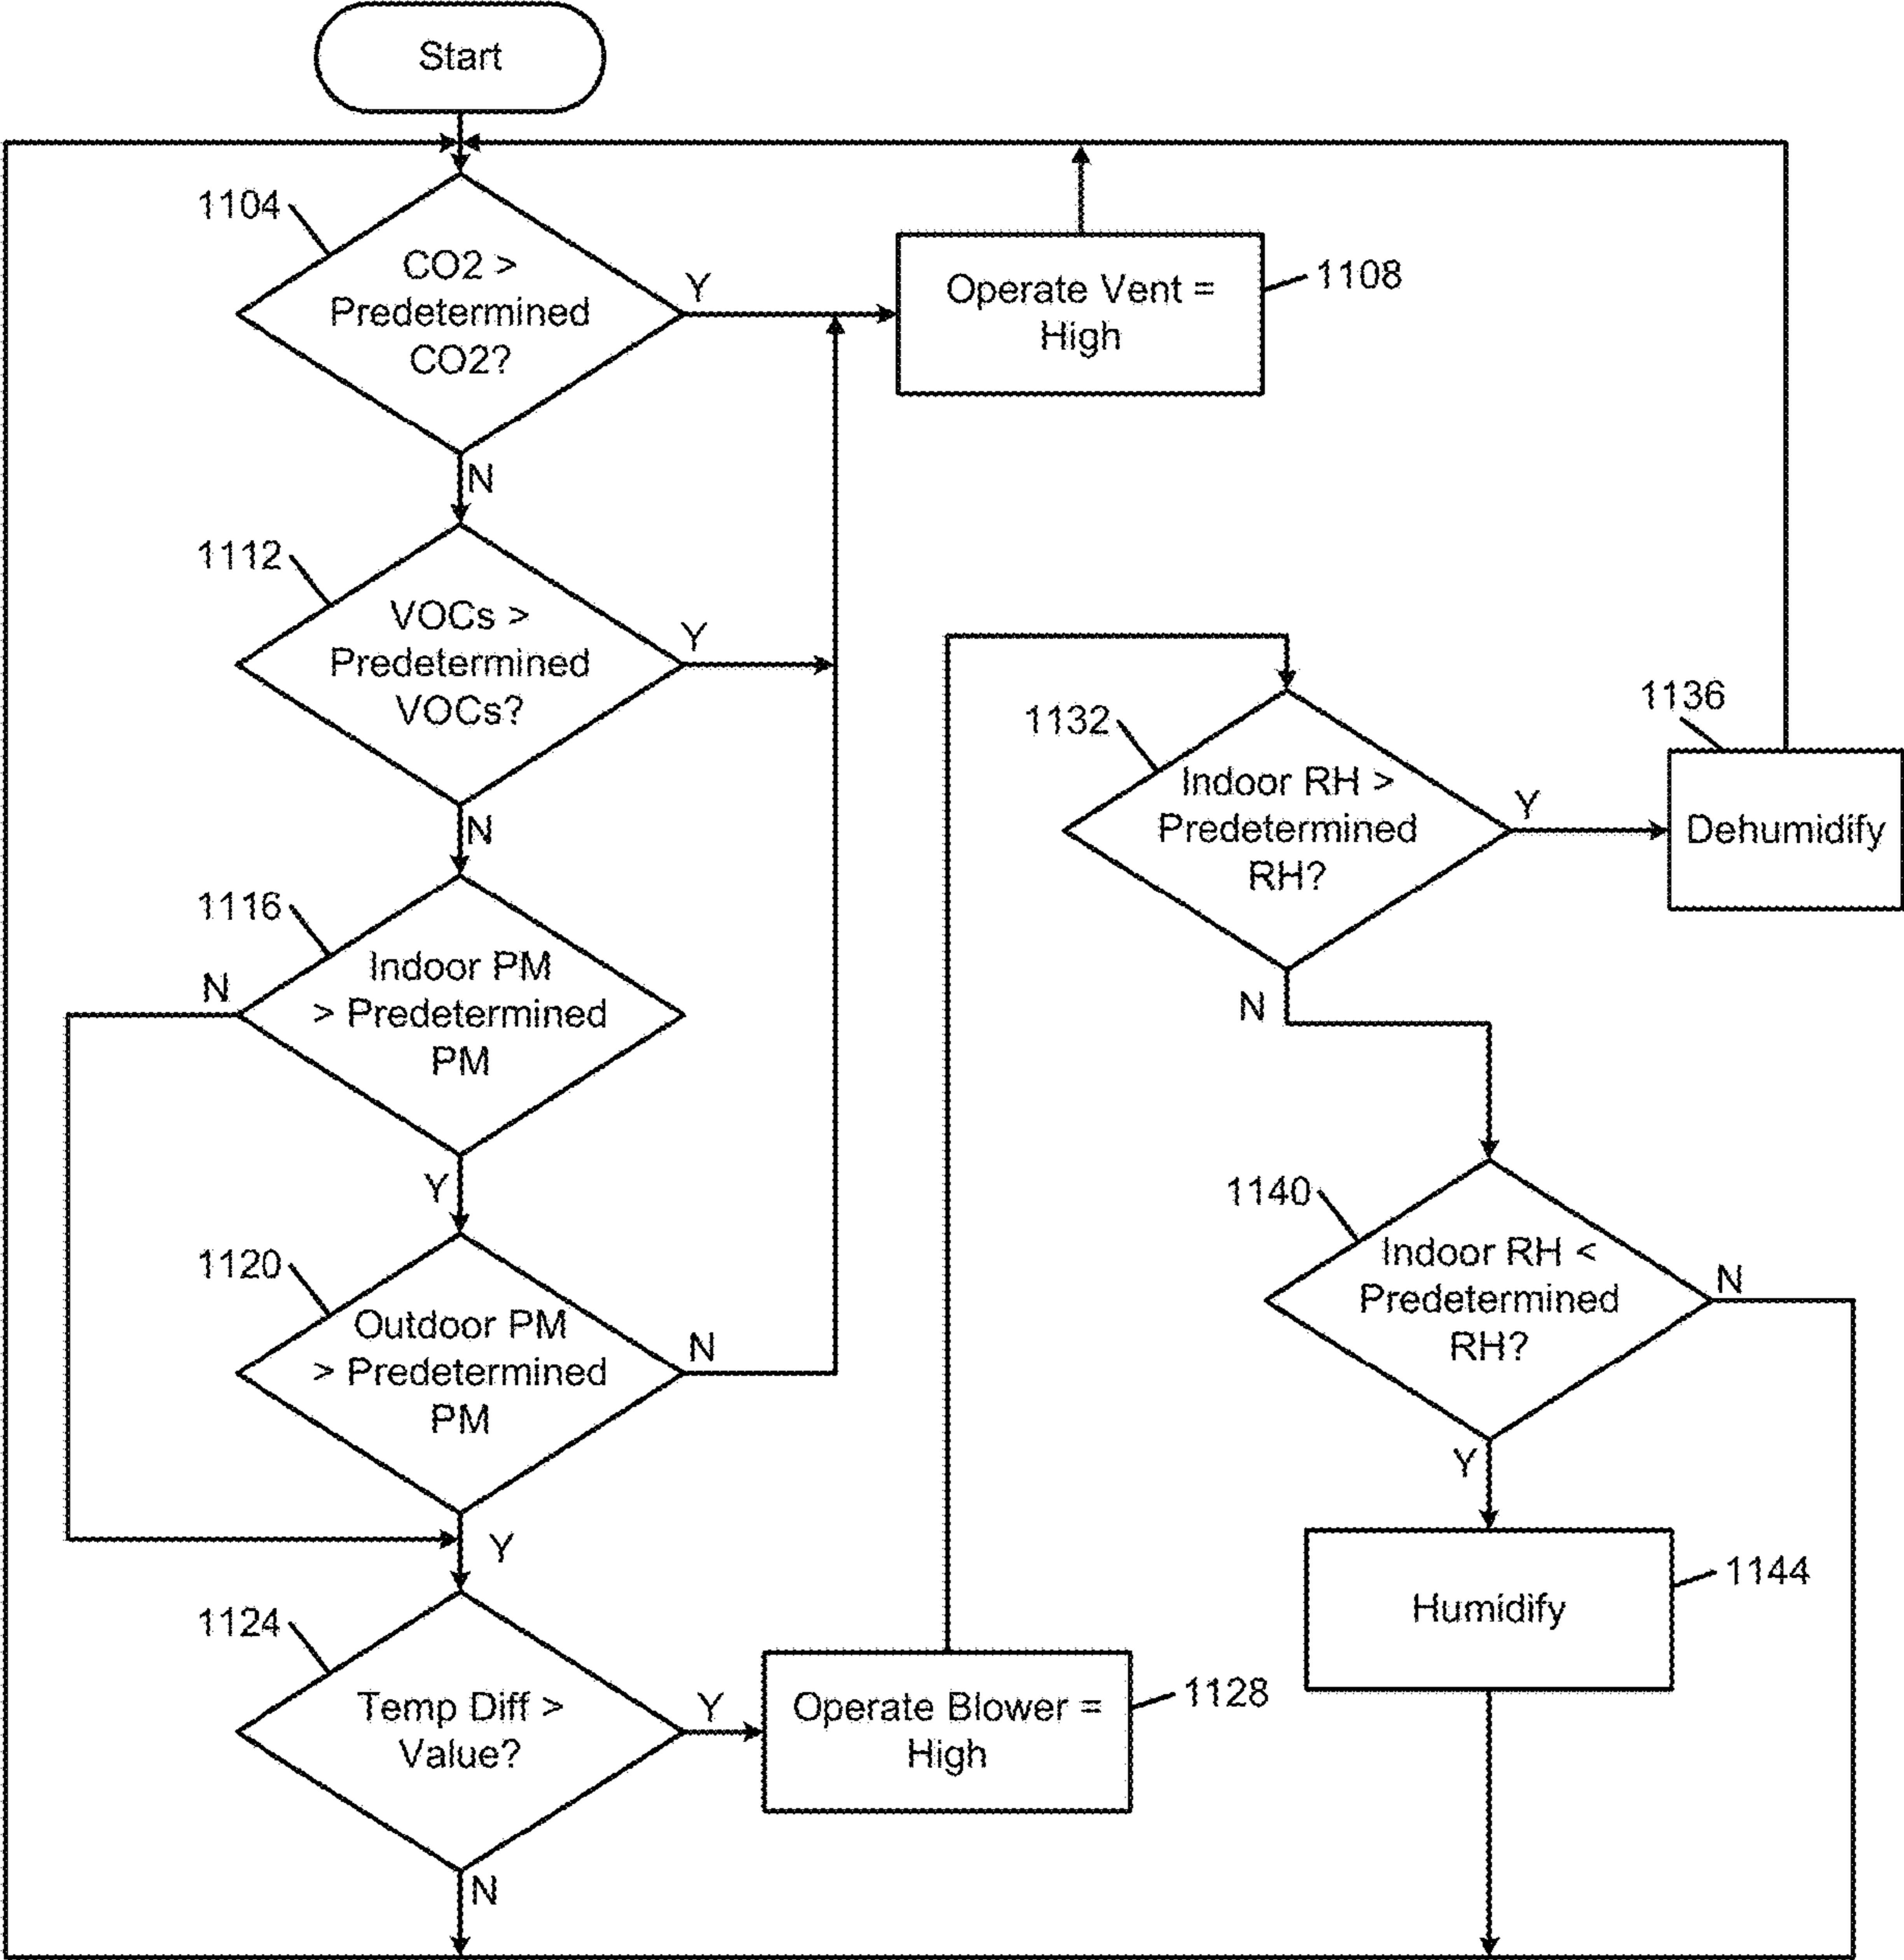 Start
1104
CO2 >
Predetermined
CO2?
Y
N
Operate Vent =
High
1108
1112
VOCs >
Predetermined
VOCs?
Y
N
1116
Indoor PM
> Predetermined
PM
N
Y
1120
Outdoor PM
> Predetermined
PM
N
Y
1124
Temp Diff >
Value?
Y
N
Operate Blower =
High
1128
1132
Indoor RH >
Predetermined
RH?
Y
N
1136
Dehumidify
1140
Indoor RH <
Predetermined
RH?
N
Y
Humidify
1144